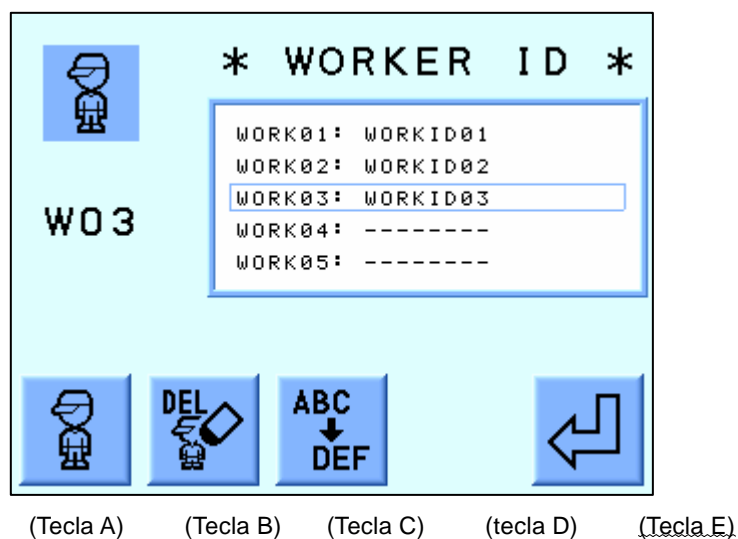 * WORKER ID *
WORK01: WORKID01
WORK02: WORKID02
WORK03: WORKID03
WORK04: --------
WORK05: --------
W03
DEL
ABC
DEF
(Tecla A) (Tecla B) (Tecla C) (tecla D) (Tecla E)